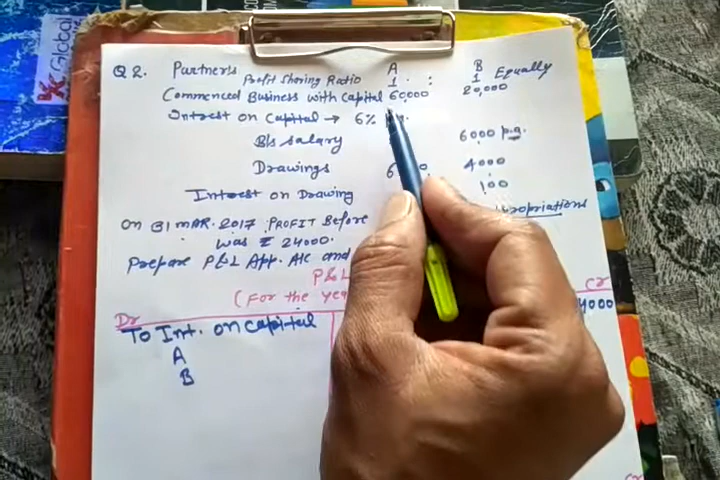 Q2. Partner's A B
Profit Sharing Ratio 1 : 1 Equally
Commenced Business with Capital 60,000 20,000
Interest on Capital → 6%
B's salary 6000 p.a.
Drawings 4000
Interest on Drawing 100
On 31 MAR. 2017 PROFIT Before
was ₹ 24000.
Prepare P&L App. A/c and
P&L
(For the year
Dr Cr
To Int. on capital
A
B
Global